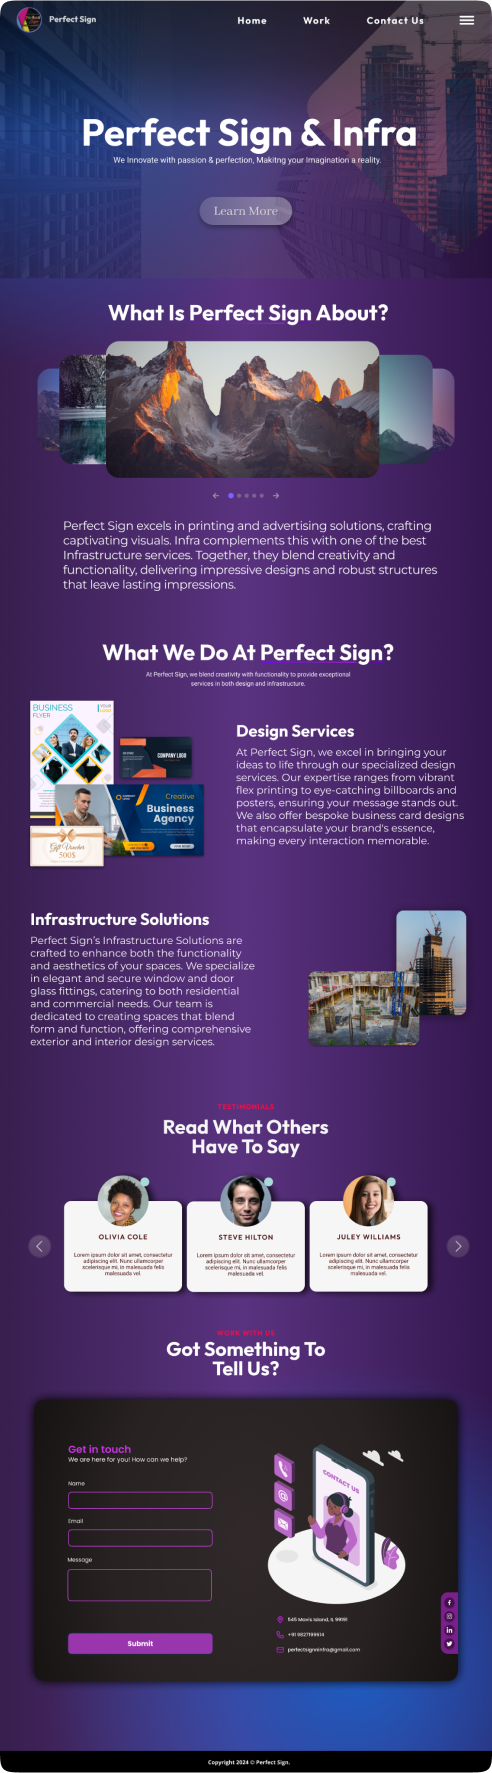 Perfect Sign
Home Work Contact Us
Perfect Sign & Infra
We Innovate with passion & perfection, Makitng your Imagination a reality.
Learn More
What Is Perfect Sign About?
Perfect Sign excels in printing and advertising solutions, crafting
captivating visuals. Infra complements this with one of the best
Infrastructure services. Together, they blend creativity and
functionality, delivering impressive designs and robust structures
that leave lasting impressions.
What We Do At Perfect Sign?
At Perfect Sign, we blend creativity with functionality to provide exceptional
services in both design and infrastructure.
BUSINESS
FLYER
YOUR
LOGO
COMPANY LOGO
Creative
Business
Agency
Gift Voucher
500$
Design Services
At Perfect Sign, we excel in bringing your
ideas to life through our specialized design
services. Our expertise ranges from vibrant
flex printing to eye-catching billboards and
posters, ensuring your message stands out.
We also offer bespoke business card designs
that encapsulate your brand's essence,
making every interaction memorable.
Infrastructure Solutions
Perfect Sign's Infrastructure Solutions are
crafted to enhance both the functionality
and aesthetics of your spaces. We specialize
in elegant and secure window and door
glass fittings, catering to both residential
and commercial needs. Our team is
dedicated to creating spaces that blend
form and function, offering comprehensive
exterior and interior design services.
TESTIMONIALS
Read What Others
Have To Say
OLIVIA COLE
Lorem ipsum dolor sit amet, consectetur
adipiscing elit. Nunc ullamcorper
scelerisque mi, in malesuada felis
malesuada vel.
STEVE HILTON
Lorem ipsum dolor sit amet, consectetur
adipiscing elit. Nunc ullamcorper
scelerisque mi, in malesuada felis
malesuada vel.
JULEY WILLIAMS
Lorem ipsum dolor sit amet, consectetur
adipiscing elit. Nunc ullamcorper
scelerisque mi, in malesuada felis
malesuada vel.
WORK WITH US
Got Something To
Tell Us?
Get in touch
We are here for you! How can we help?
Name
Email
Message
Submit
CONTACT US
545 Mavis Island, IL 99191
+91 9827199614
perfectsignninfra@gmail.com
Copyright 2024 © Perfect Sign.